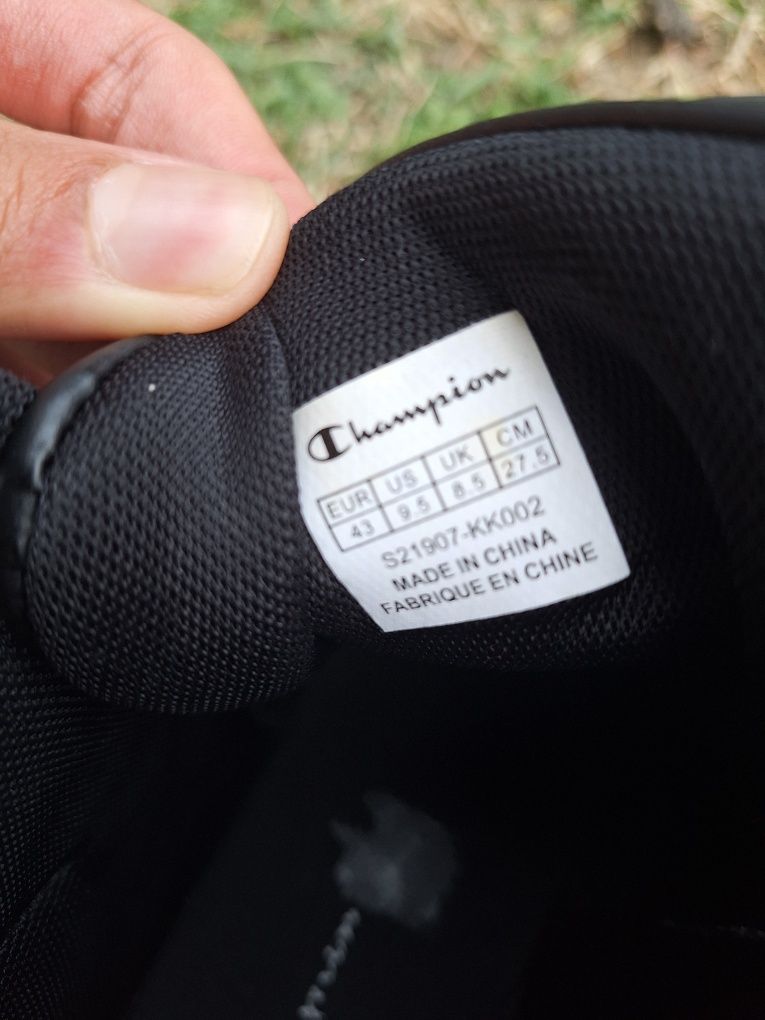 Champion
EUR US UK CM
43 9.5 8.5 27.5
S21907-KK002
MADE IN CHINA
FABRIQUE EN CHINE